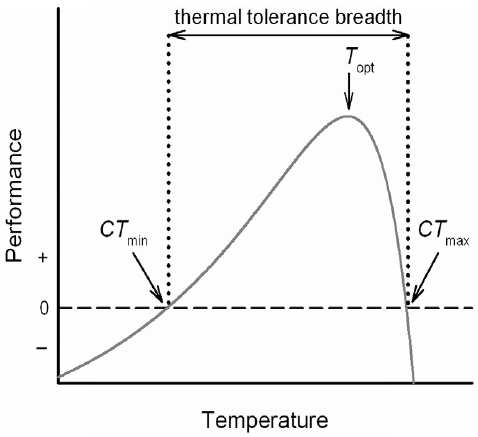 thermal tolerance breadth
Topt
CTmin
CTmax
Performance
+
0
−
Temperature